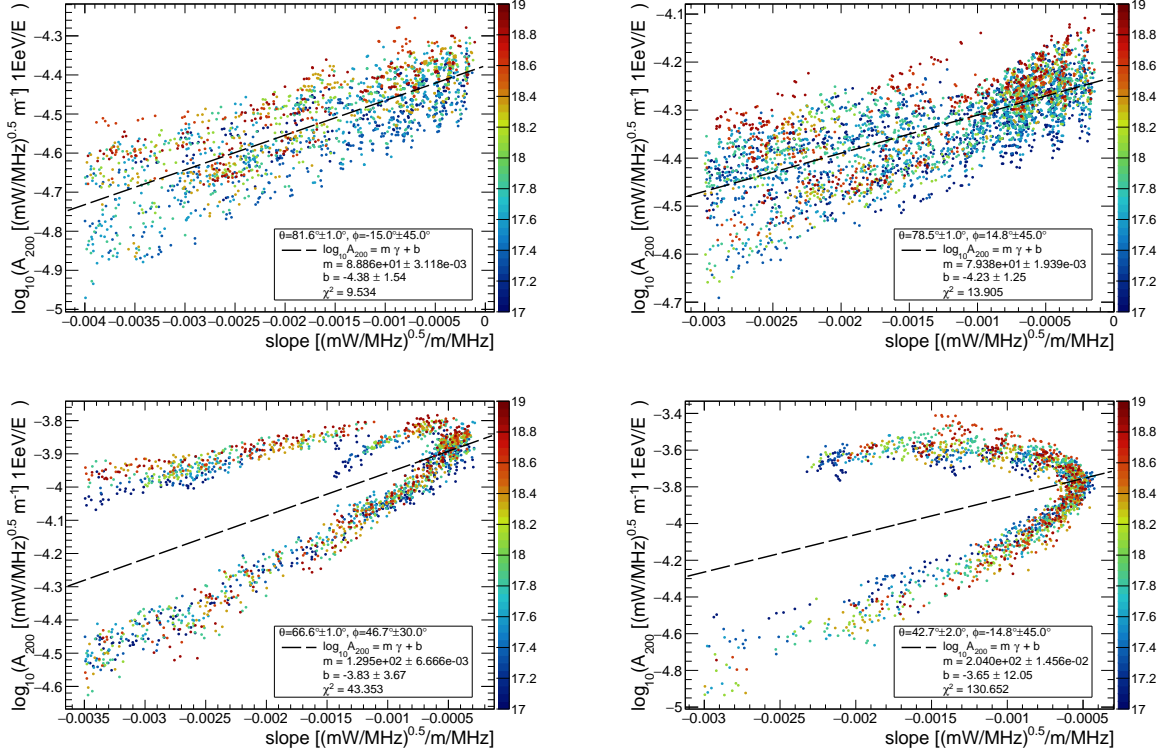 −4.3
−4.4
−4.5
−4.6
−4.7
−4.8
−4.9
−5
log₁₀(A₂₀₀ [(mW/MHz)^0.5 m⁻¹] 1EeV/E )
−0.004 −0.0035 −0.003 −0.0025 −0.002 −0.0015 −0.001 −0.0005 0
slope [(mW/MHz)^0.5/m/MHz]
θ=81.6°±1.0°, ϕ=-15.0°±45.0°
log₁₀A₂₀₀ = m γ + b
m = 8.886e+01 ± 3.118e-03
b = -4.38 ± 1.54
χ² = 9.534
19
18.8
18.6
18.4
18.2
18
17.8
17.6
17.4
17.2
17
−4.1
−4.2
−4.3
−4.4
−4.5
−4.6
−4.7
log₁₀(A₂₀₀ [(mW/MHz)^0.5 m⁻¹] 1EeV/E )
−0.003 −0.0025 −0.002 −0.0015 −0.001 −0.0005 0
slope [(mW/MHz)^0.5/m/MHz]
θ=78.5°±1.0°, ϕ=14.8°±45.0°
log₁₀A₂₀₀ = m γ + b
m = 7.938e+01 ± 1.939e-03
b = -4.23 ± 1.25
χ² = 13.905
19
18.8
18.6
18.4
18.2
18
17.8
17.6
17.4
17.2
17
−3.8
−3.9
−4
−4.1
−4.2
−4.3
−4.4
−4.5
−4.6
log₁₀(A₂₀₀ [(mW/MHz)^0.5 m⁻¹] 1EeV/E )
−0.0035 −0.003 −0.0025 −0.002 −0.0015 −0.001 −0.0005
slope [(mW/MHz)^0.5/m/MHz]
θ=66.6°±1.0°, ϕ=46.7°±30.0°
log₁₀A₂₀₀ = m γ + b
m = 1.295e+02 ± 6.666e-03
b = -3.83 ± 3.67
χ² = 43.353
19
18.8
18.6
18.4
18.2
18
17.8
17.6
17.4
17.2
17
−3.4
−3.6
−3.8
−4
−4.2
−4.4
−4.6
−4.8
−5
log₁₀(A₂₀₀ [(mW/MHz)^0.5 m⁻¹] 1EeV/E )
−0.003 −0.0025 −0.002 −0.0015 −0.001 −0.0005
slope [(mW/MHz)^0.5/m/MHz]
θ=42.7°±2.0°, ϕ=-14.8°±45.0°
log₁₀A₂₀₀ = m γ + b
m = 2.040e+02 ± 1.456e-02
b = -3.65 ± 12.05
χ² = 130.652
19
18.8
18.6
18.4
18.2
18
17.8
17.6
17.4
17.2
17